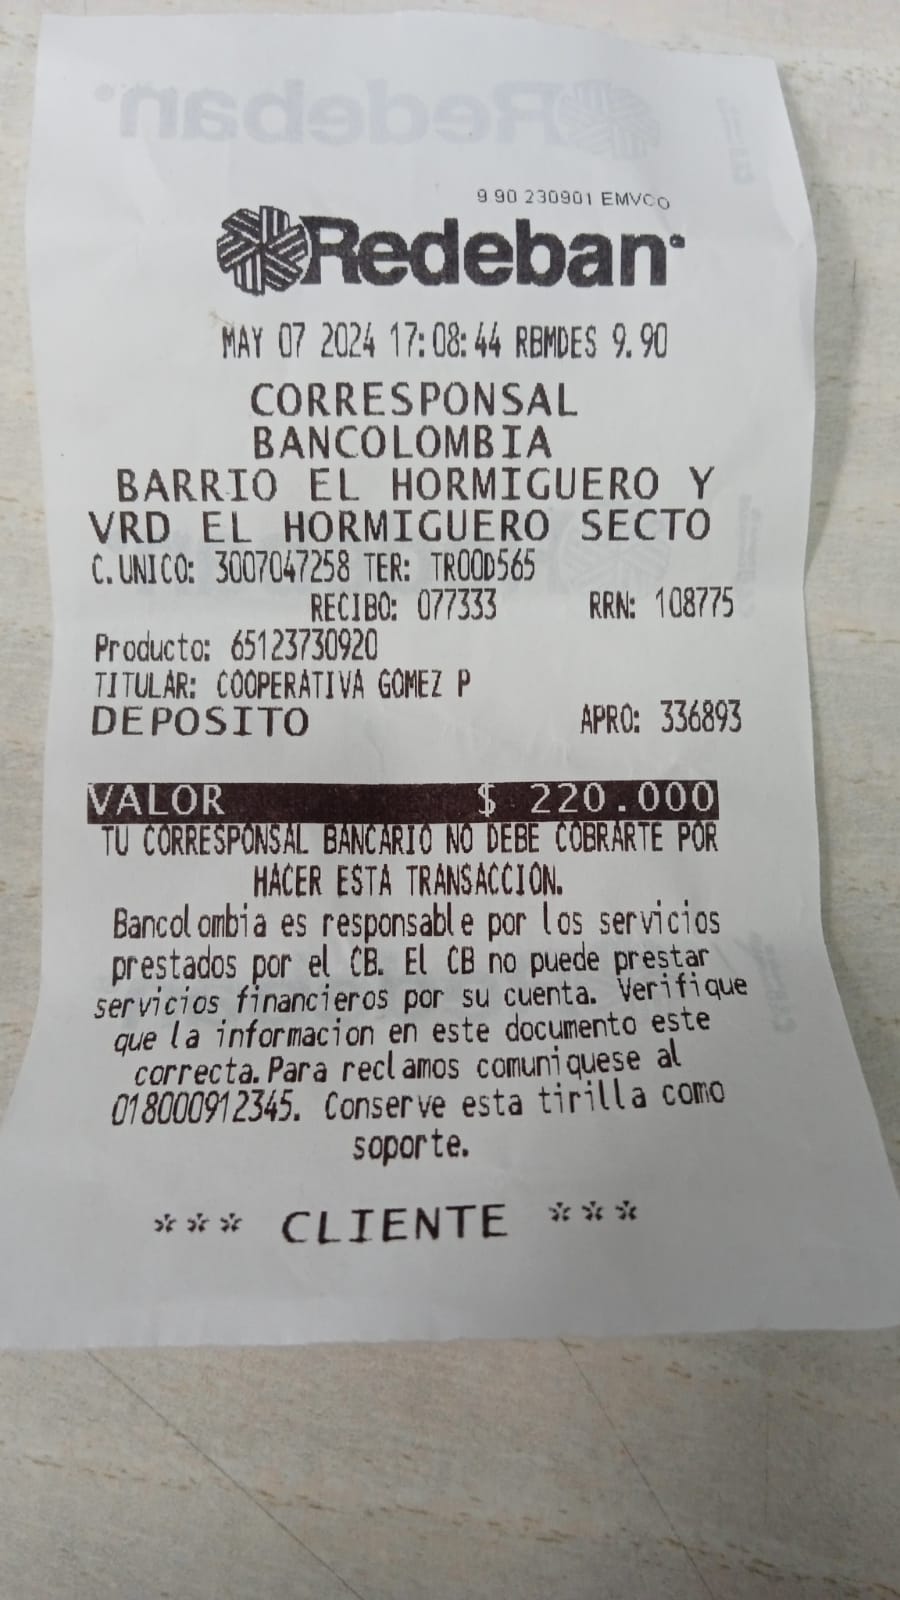 9 90 230901 EMVCO
Redeban
MAY 07 2024 17:08:44 RBMDES 9.90
CORRESPONSAL
BANCOLOMBIA
BARRIO EL HORMIGUERO Y
VRD EL HORMIGUERO SECTO
C.UNICO: 3007047258 TER: TR00D565
RECIBO: 077333 RRN: 108775
Producto: 65123730920
TITULAR: COOPERATIVA GOMEZ P
DEPOSITO APRO: 336893
VALOR $ 220.000
TU CORRESPONSAL BANCARIO NO DEBE COBRARTE POR
HACER ESTA TRANSACCION.
Bancolombia es responsable por los servicios
prestados por el CB. El CB no puede prestar
servicios financieros por su cuenta. Verifique
que la informacion en este documento este
correcta. Para reclamos comuniquese al
018000912345. Conserve esta tirilla como
soporte.
*** CLIENTE ***